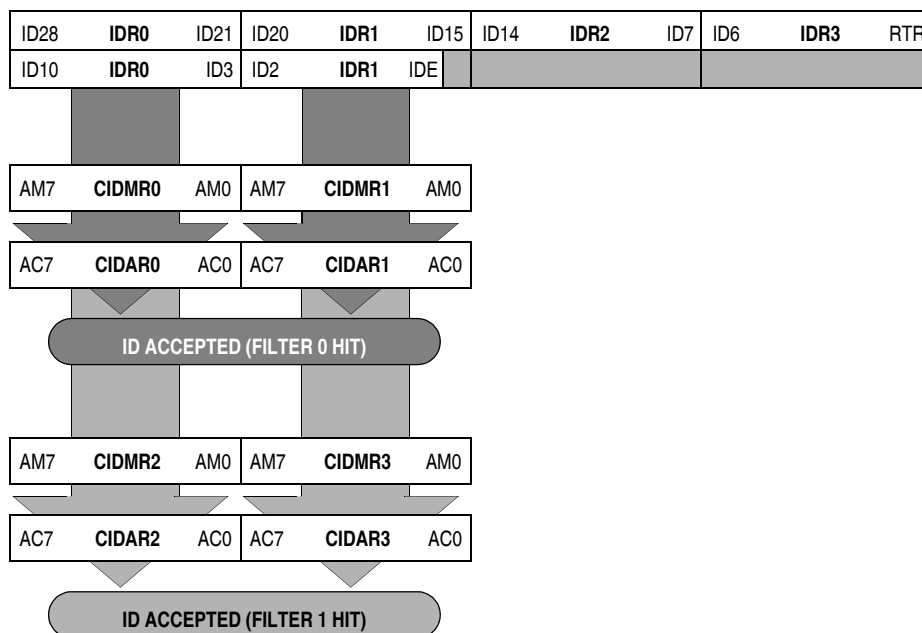 ID28 IDR0 ID21 ID20 IDR1 ID15 ID14 IDR2 ID7 ID6 IDR3 RTR
ID10 IDR0 ID3 ID2 IDR1 IDE
AM7 CIDMR0 AM0 AM7 CIDMR1 AM0
AC7 CIDAR0 AC0 AC7 CIDAR1 AC0
ID ACCEPTED (FILTER 0 HIT)
AM7 CIDMR2 AM0 AM7 CIDMR3 AM0
AC7 CIDAR2 AC0 AC7 CIDAR3 AC0
ID ACCEPTED (FILTER 1 HIT)